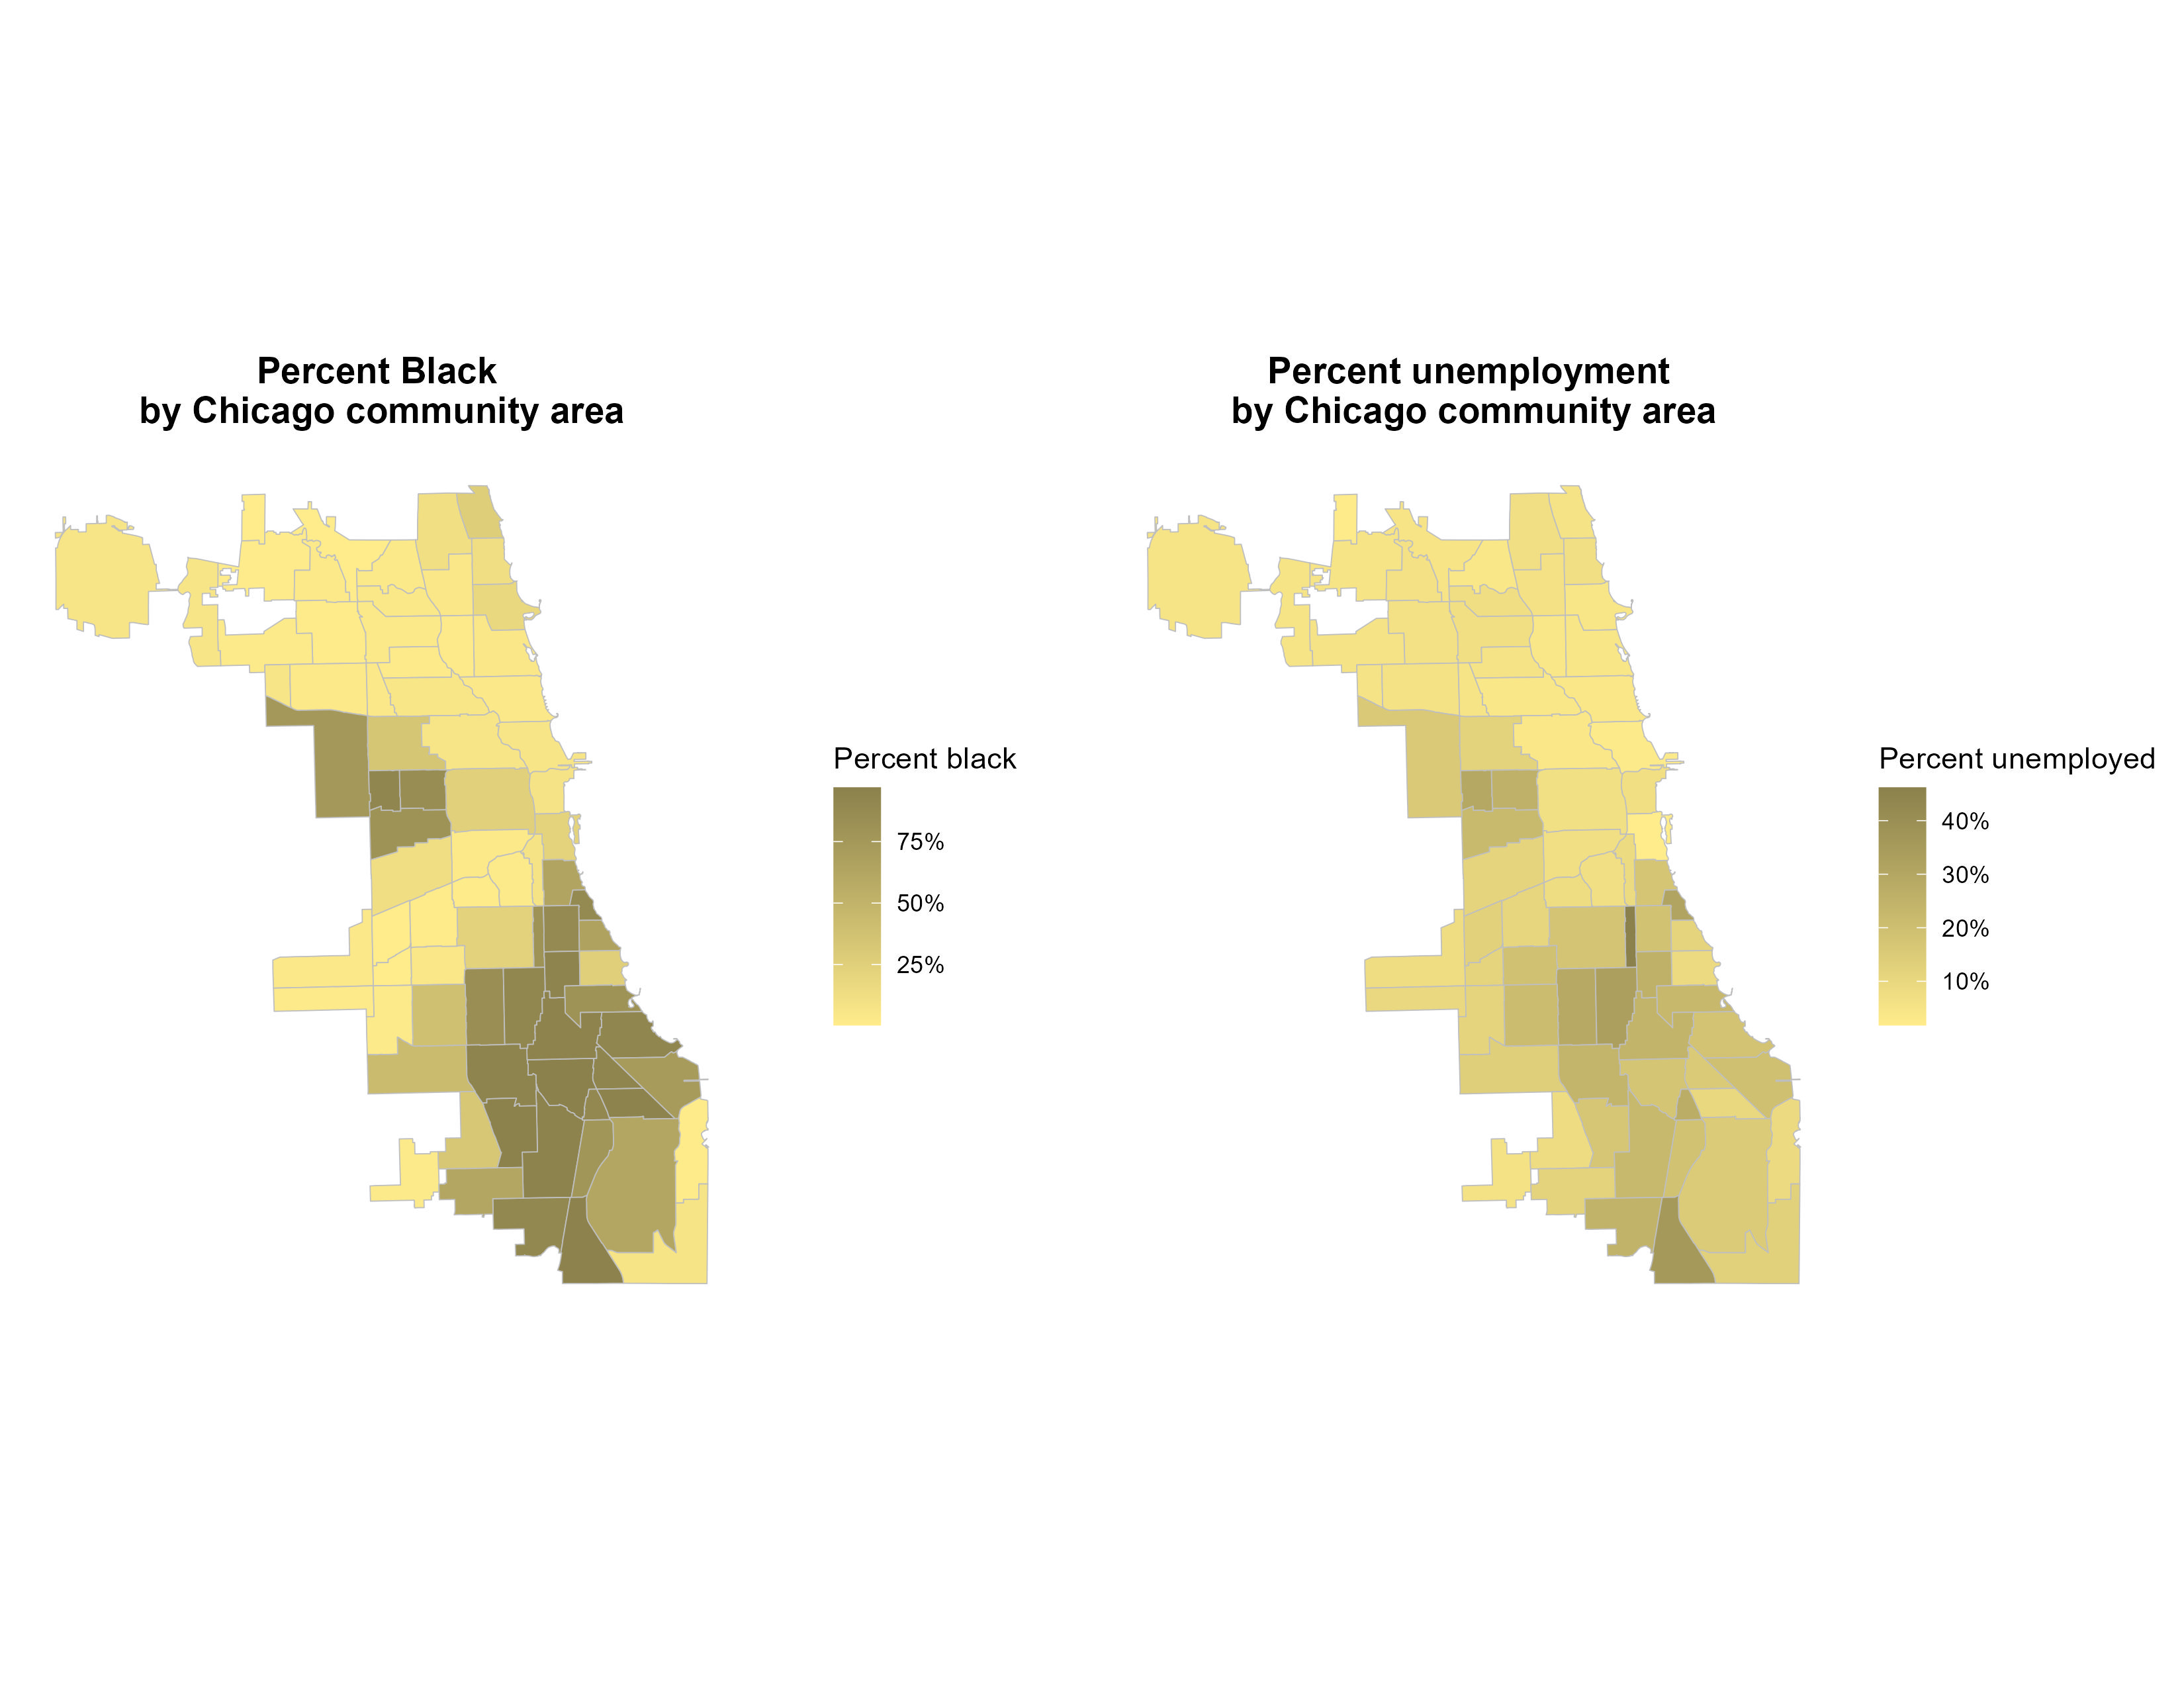 Percent Black
by Chicago community area
Percent black
75%
50%
25%
Percent unemployment
by Chicago community area
Percent unemployed
40%
30%
20%
10%